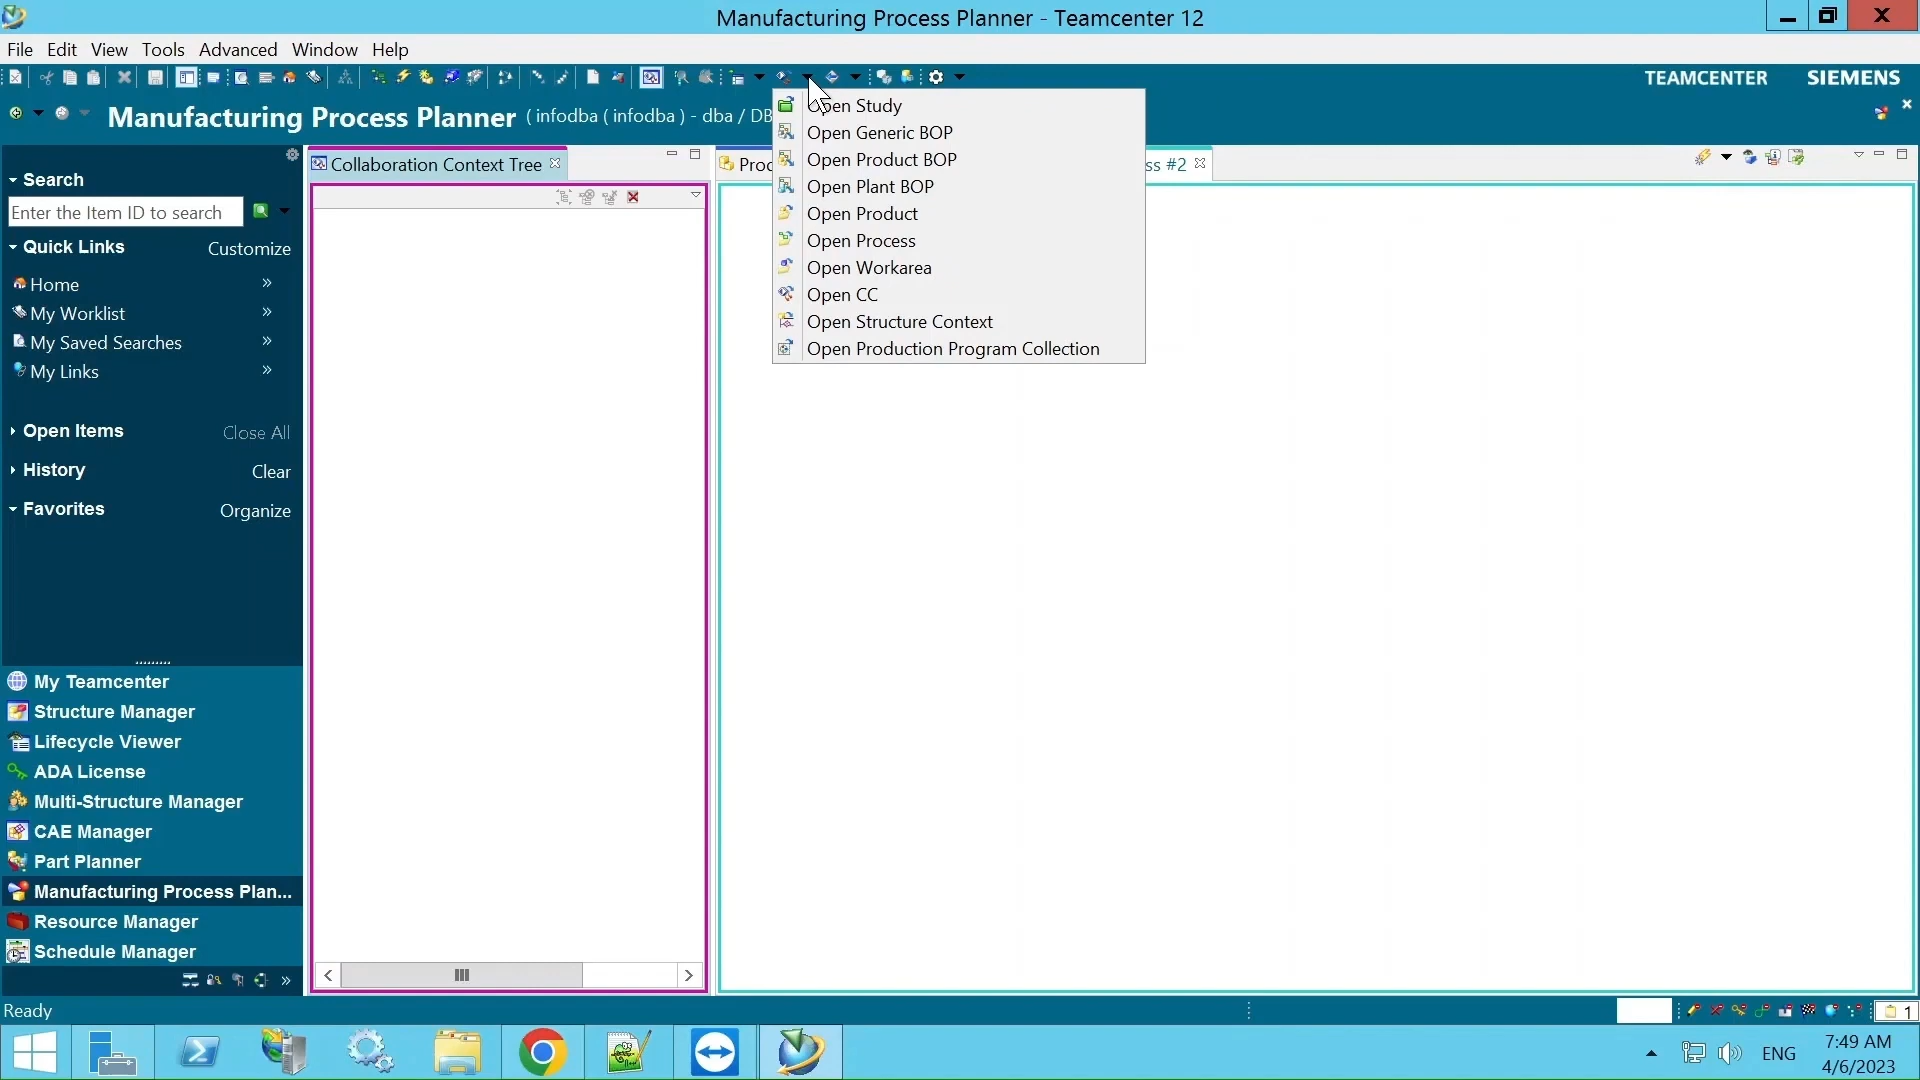 Manufacturing Process Planner - Teamcenter 12
File Edit View Tools Advanced Window Help
TEAMCENTER SIEMENS
Manufacturing Process Planner ( infodba ( infodba ) - dba / DB
Open Study
Open Generic BOP
Open Product BOP
Open Plant BOP
Open Product
Open Process
Open Workarea
Open CC
Open Structure Context
Open Production Program Collection
Search
Enter the Item ID to search
Quick Links Customize
Home »
My Worklist »
My Saved Searches »
My Links »
Open Items Close All
History Clear
Favorites Organize
My Teamcenter
Structure Manager
Lifecycle Viewer
ADA License
Multi-Structure Manager
CAE Manager
Part Planner
Manufacturing Process Plan...
Resource Manager
Schedule Manager
»
Collaboration Context Tree
Proc
ss #2
Ready
1
ENG
7:49 AM
4/6/2023